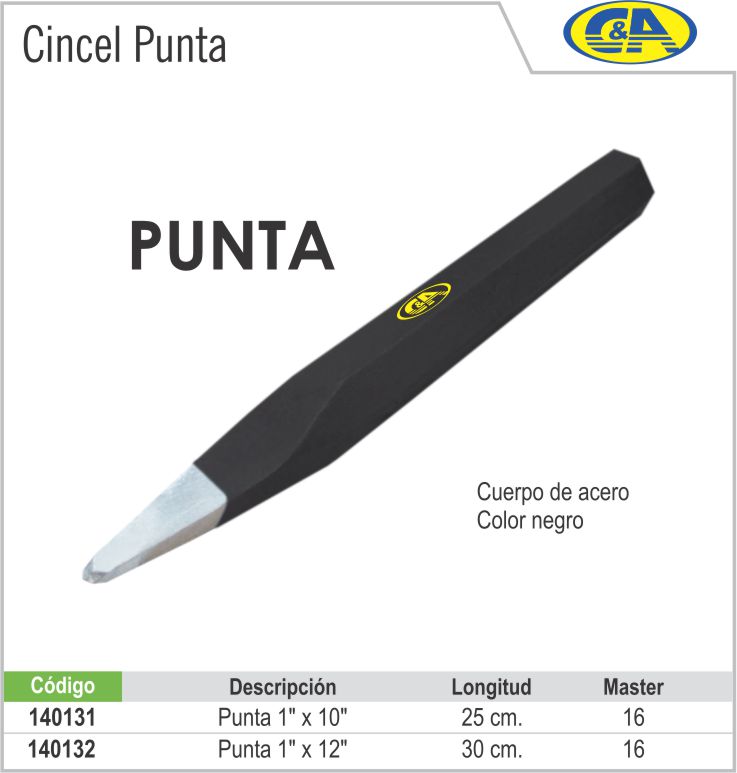 Cincel Punta
C&A
PUNTA
C&A
Cuerpo de acero
Color negro
Código Descripción Longitud Master
140131 Punta 1" x 10" 25 cm. 16
140132 Punta 1" x 12" 30 cm. 16